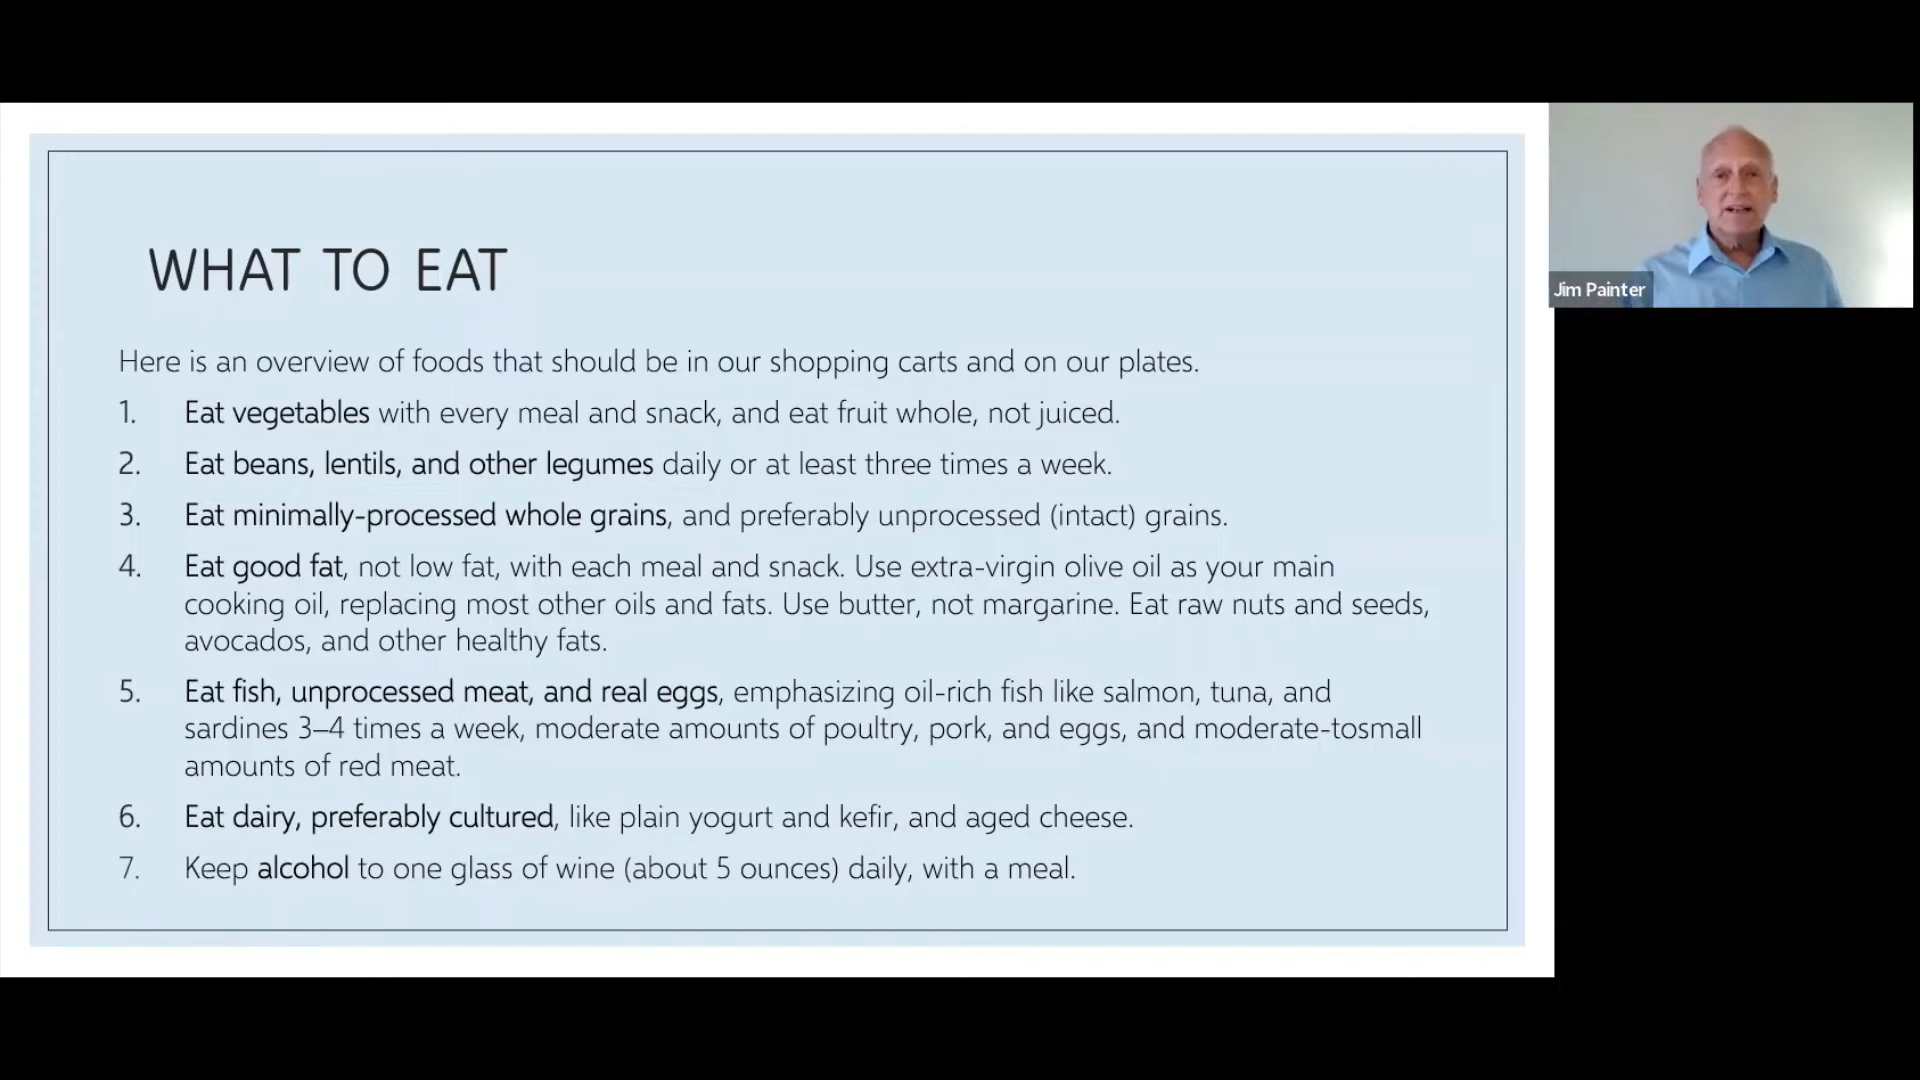 WHAT TO EAT
Here is an overview of foods that should be in our shopping carts and on our plates.
1. Eat vegetables with every meal and snack, and eat fruit whole, not juiced.
2. Eat beans, lentils, and other legumes daily or at least three times a week.
3. Eat minimally-processed whole grains, and preferably unprocessed (intact) grains.
4. Eat good fat, not low fat, with each meal and snack. Use extra-virgin olive oil as your main
cooking oil, replacing most other oils and fats. Use butter, not margarine. Eat raw nuts and seeds,
avocados, and other healthy fats.
5. Eat fish, unprocessed meat, and real eggs, emphasizing oil-rich fish like salmon, tuna, and
sardines 3–4 times a week, moderate amounts of poultry, pork, and eggs, and moderate-tosmall
amounts of red meat.
6. Eat dairy, preferably cultured, like plain yogurt and kefir, and aged cheese.
7. Keep alcohol to one glass of wine (about 5 ounces) daily, with a meal.
Jim Painter